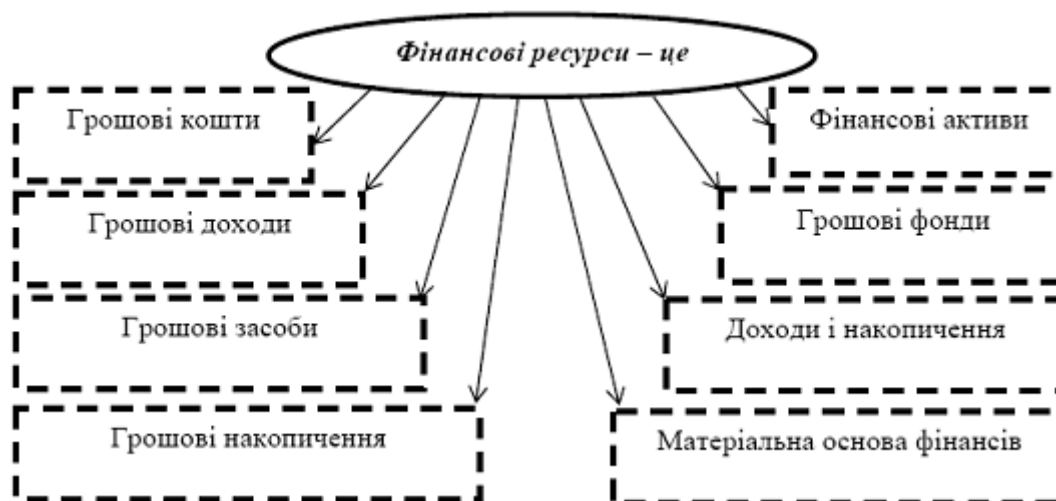 Фінансові ресурси – це
Грошові кошти
Фінансові активи
Грошові доходи
Грошові фонди
Грошові засоби
Доходи і накопичення
Грошові накопичення
Матеріальна основа фінансів